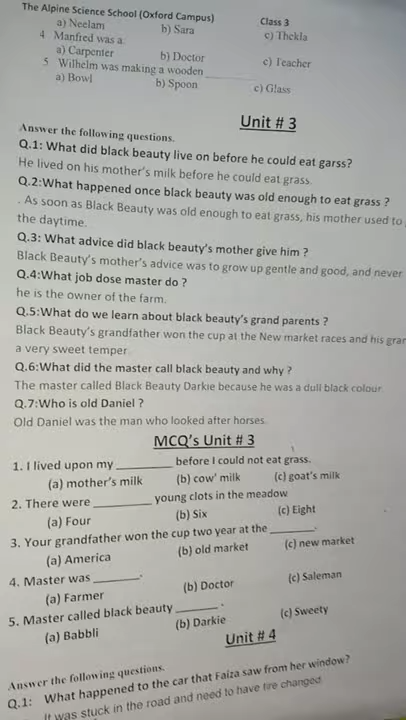 The Alpine Science School (Oxford Campus) Class 3
a) Neelam b) Sara c) Thekla
4 Manfred was a:
a) Carpenter b) Doctor c) Teacher
5 Wilhelm was making a wooden __________
a) Bowl b) Spoon c) Glass
Unit # 3
Answer the following questions.
Q.1: What did black beauty live on before he could eat garss?
He lived on his mother's milk before he could eat grass.
Q.2:What happened once black beauty was old enough to eat grass ?
. As soon as Black Beauty was old enough to eat grass, his mother used to
the daytime.
Q.3: What advice did black beauty's mother give him ?
Black Beauty's mother's advice was to grow up gentle and good, and never
Q.4:What job dose master do ?
he is the owner of the farm.
Q.5:What do we learn about black beauty's grand parents ?
Black Beauty's grandfather won the cup at the New market races and his
a very sweet temper
Q.6:What did the master call black beauty and why ?
The master called Black Beauty Darkie because he was a dull black colour
Q.7:Who is old Daniel ?
Old Daniel was the man who looked after horses.
MCQ's Unit # 3
1. I lived upon my ________ before I could not eat grass.
(a) mother's milk (b) cow' milk (c) goat's milk
2. There were ________ young clots in the meadow
(a) Four (b) Six (c) Eight
3. Your grandfather won the cup two year at the ______.
(a) America (b) old market (c) new market
4. Master was ______.
(a) Farmer (b) Doctor (c) Saleman
5. Master called black beauty ______ .
(a) Babbli (b) Darkie (c) Sweety
Unit # 4
Answer the following questions.
Q.1: What happened to the car that Faiza saw from her window?
It was stuck in the road and need to have tire changed